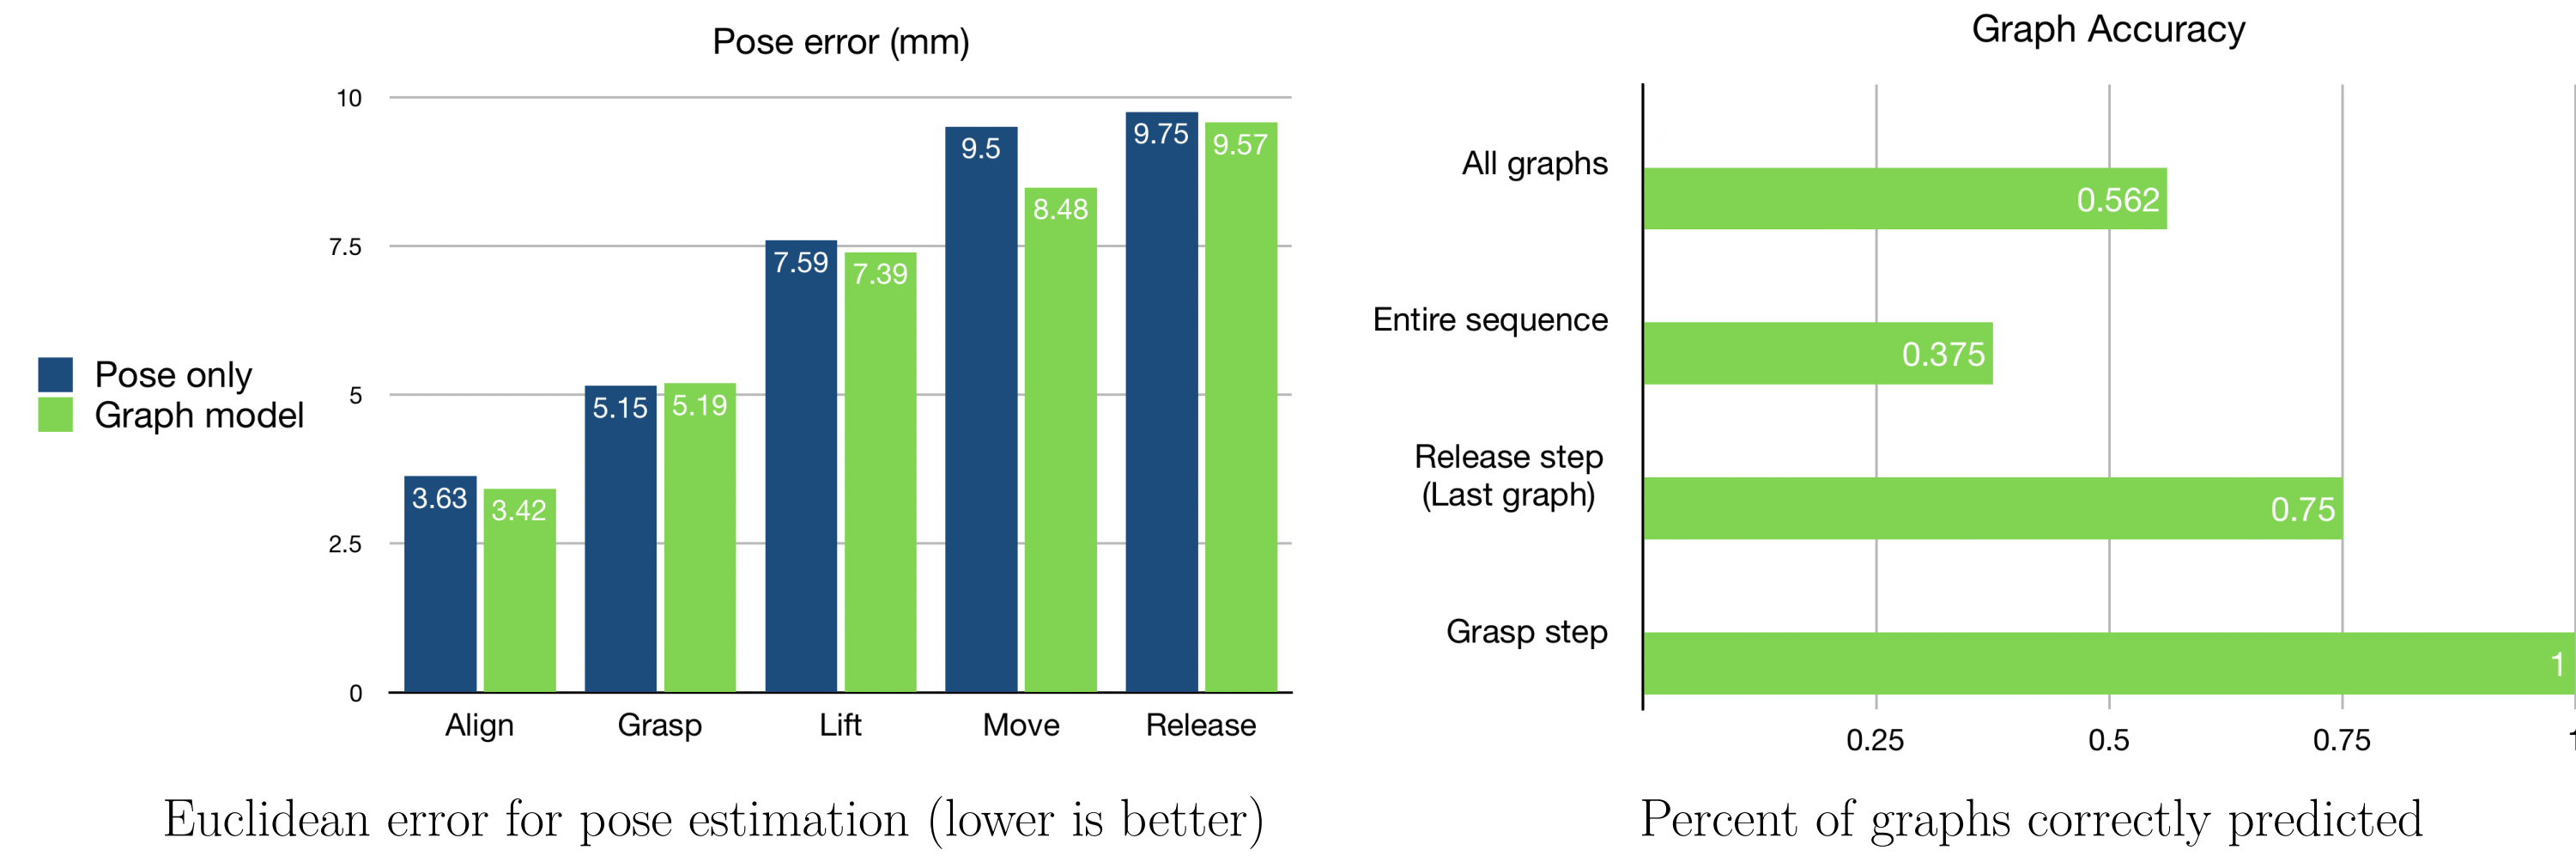 Pose error (mm)
10
7.5
5
2.5
0
3.63
3.42
5.15
5.19
7.59
7.39
9.5
8.48
9.75
9.57
Align
Grasp
Lift
Move
Release
Pose only
Graph model
Euclidean error for pose estimation (lower is better)
Graph Accuracy
All graphs
0.562
Entire sequence
0.375
Release step
(Last graph)
0.75
Grasp step
1
0.25
0.5
0.75
1
Percent of graphs correctly predicted